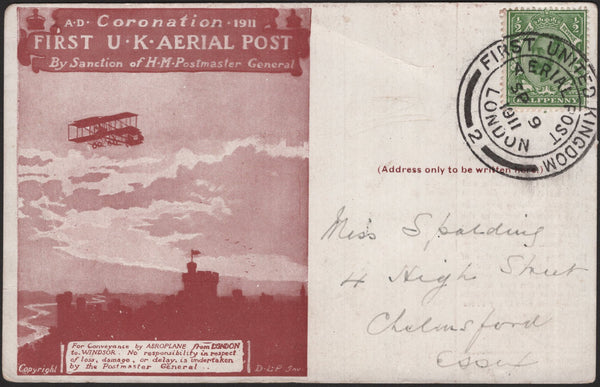 A·D· Coronation · 1911
FIRST U·K·AERIAL POST
By Sanction of H·M·Postmaster General
For Conveyance by AEROPLANE from LONDON
to WINDSOR. No responsibility in respect
of loss, damage, or delay, is undertaken
by the Postmaster General.
Copyright
HALFPENNY
FIRST UNITED KINGDOM
AERIAL POST
SP 9
1911
LONDON
2
(Address only to be written here)
Miss Spalding
4 High Street
Chelmsford
Essex